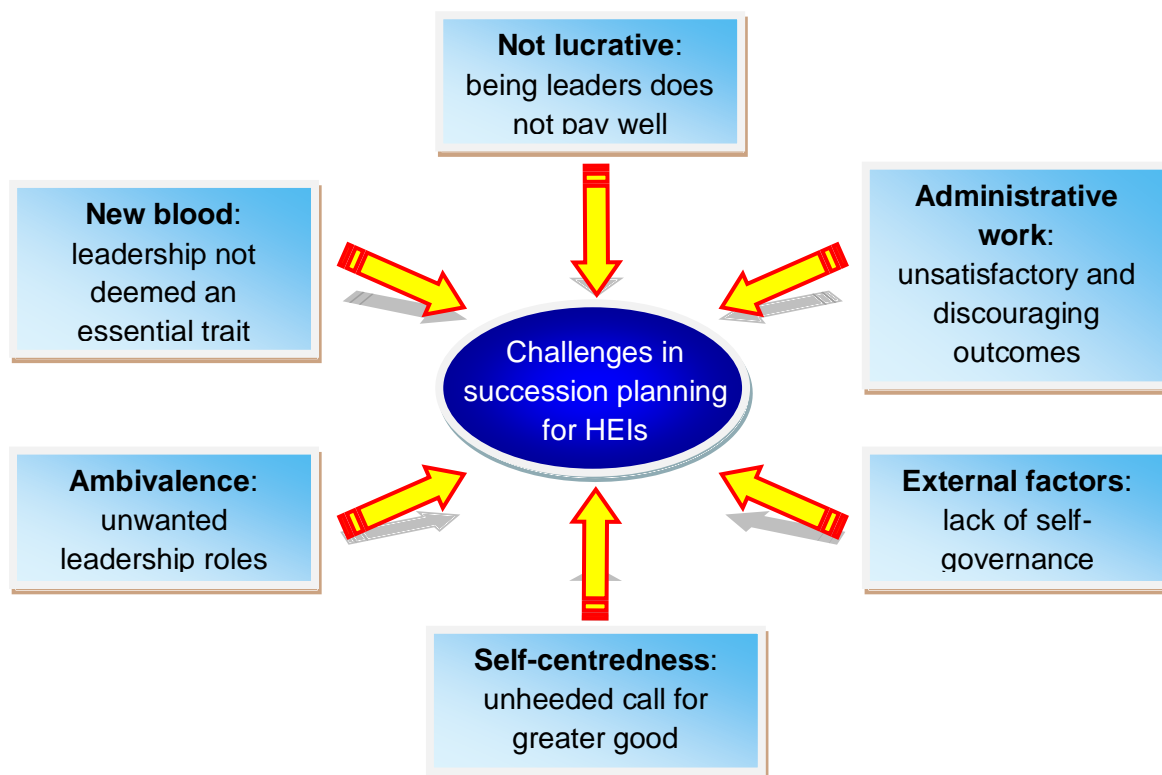 Not lucrative:
being leaders does
not pay well
New blood:
leadership not
deemed an
essential trait
Administrative
work:
unsatisfactory and
discouraging
outcomes
Challenges in
succession planning
for HEIs
Ambivalence:
unwanted
leadership roles
External factors:
lack of self-
governance
Self-centredness:
unheeded call for
greater good